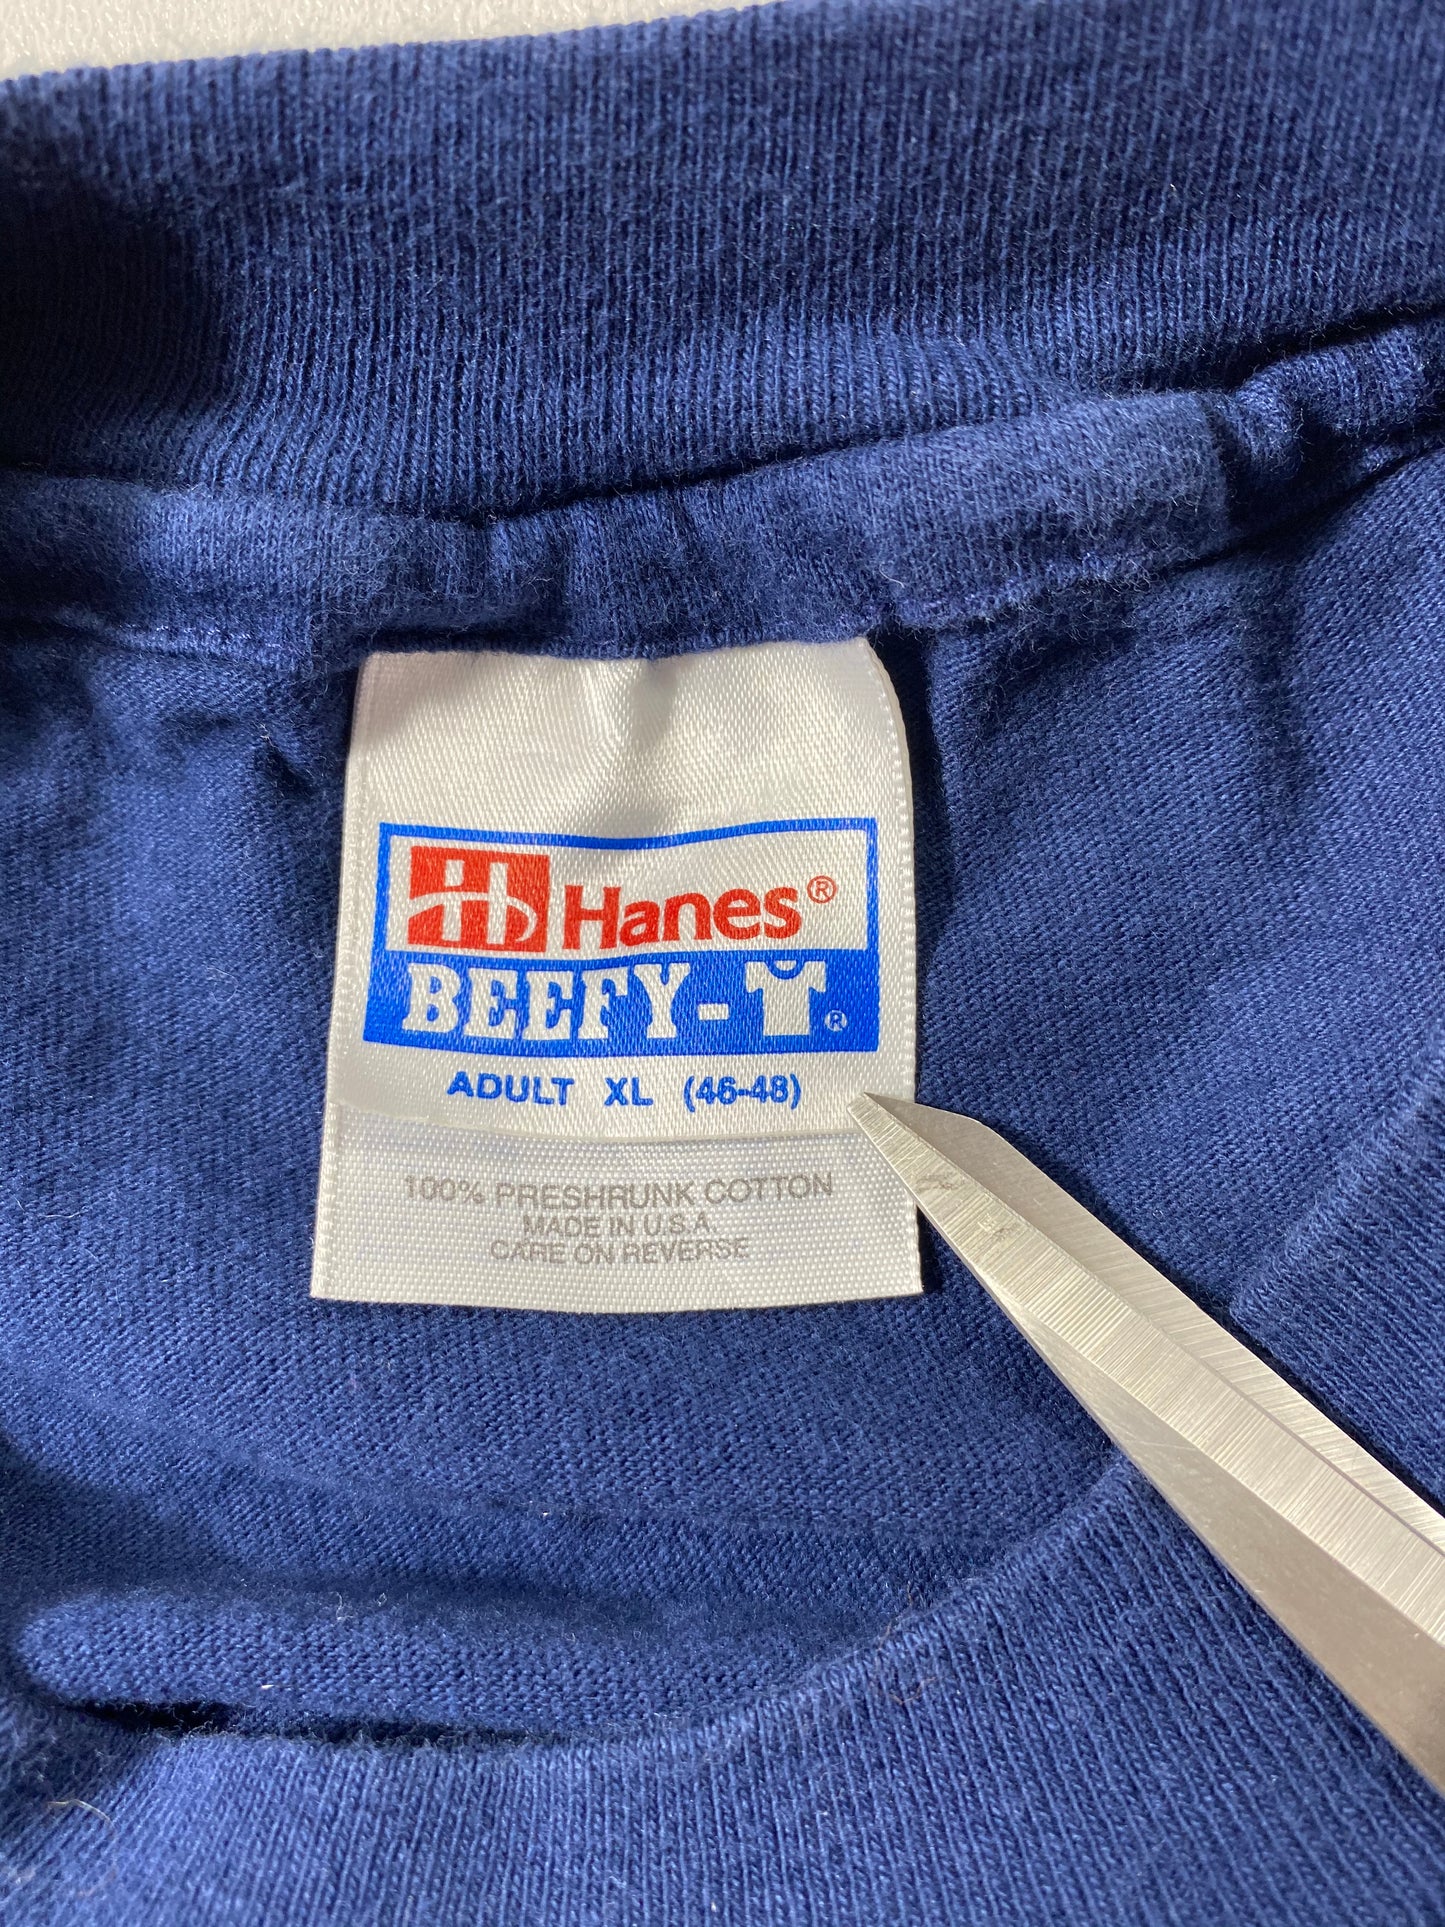 H Hanes®
BEEFY-T®
ADULT XL (46-48)
100% PRESHRUNK COTTON
MADE IN U.S.A.
CARE ON REVERSE